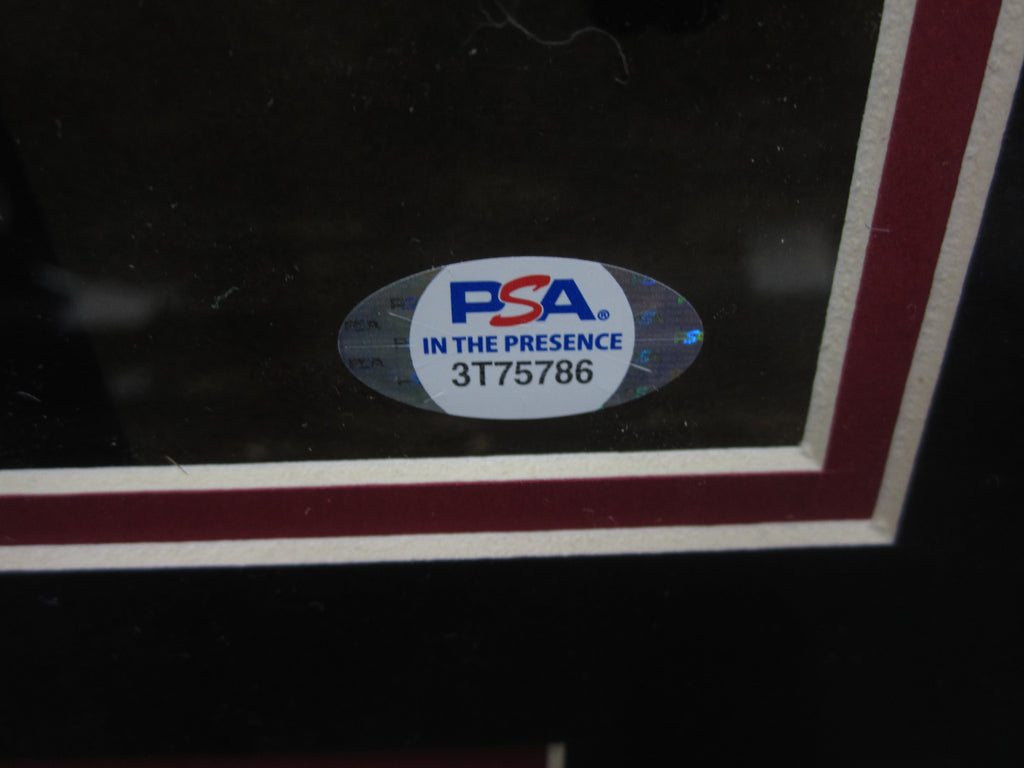 PSA®
IN THE PRESENCE
3T75786